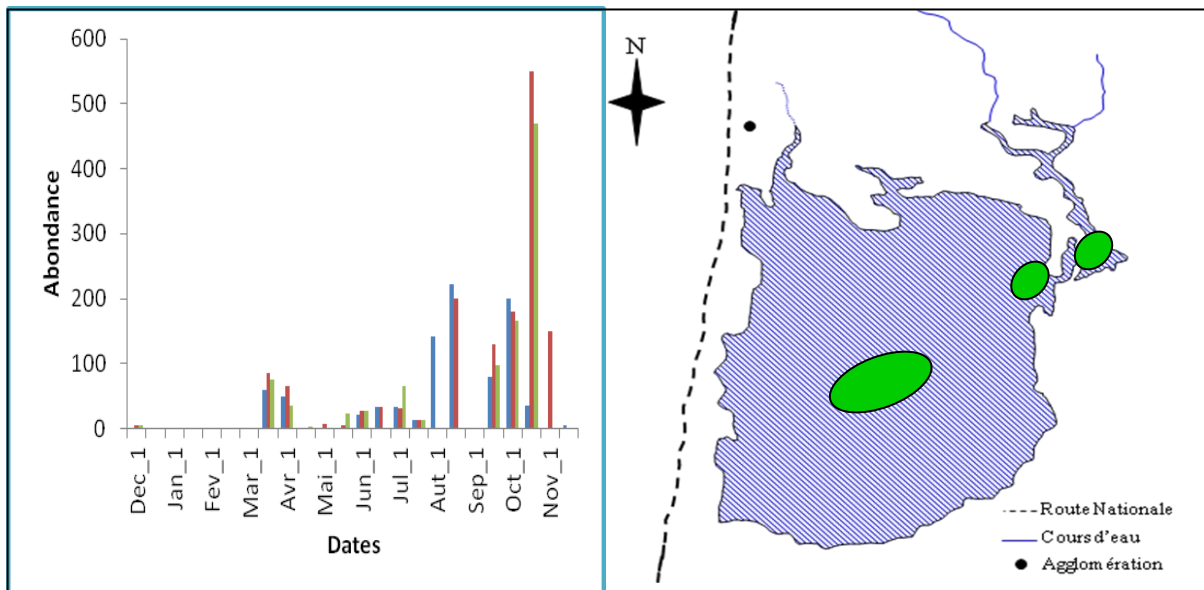 600
500
400
300
200
100
0
Abondance
Dec_1
Jan_1
Fev_1
Mar_1
Avr_1
Mai_1
Jun_1
Jul_1
Aut_1
Sep_1
Oct_1
Nov_1
Dates
N
Route Nationale
Cours d'eau
Agglomération